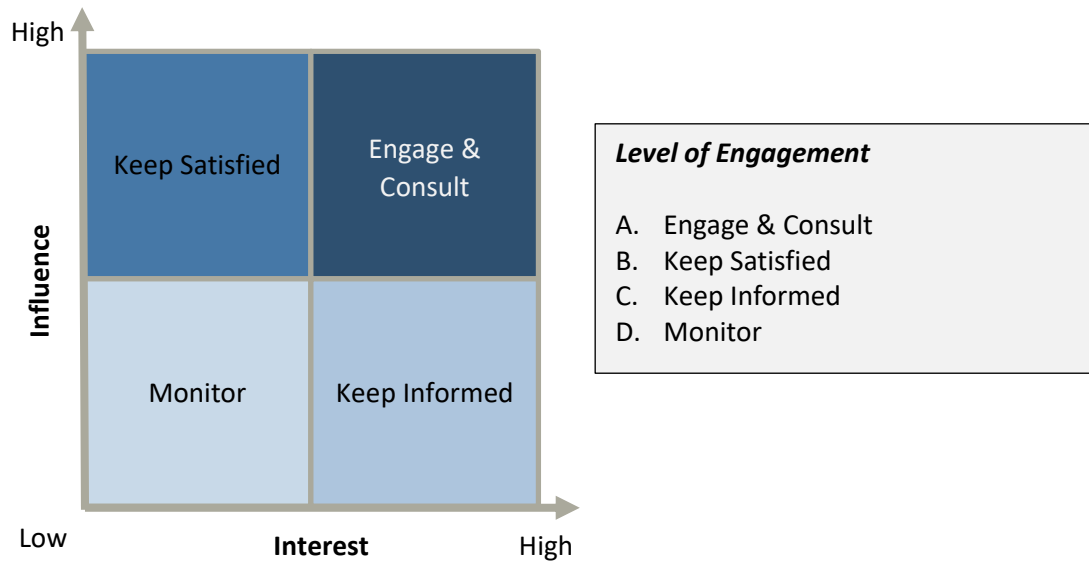 High
Keep Satisfied
Engage &
Consult
Influence
Monitor
Keep Informed
Low
Interest
High
Level of Engagement
A. Engage & Consult
B. Keep Satisfied
C. Keep Informed
D. Monitor